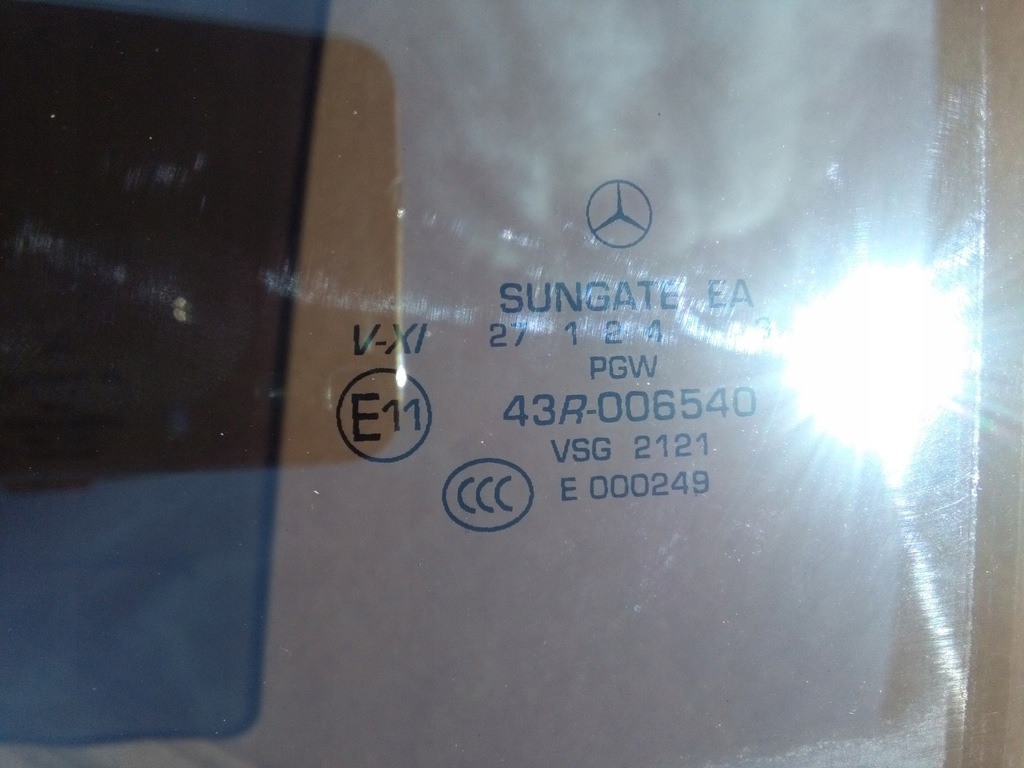 SUNGATE EA
27 1 2 4
V-XI
PGW
E11
43R-006540
VSG 2121
CCC
E 000249